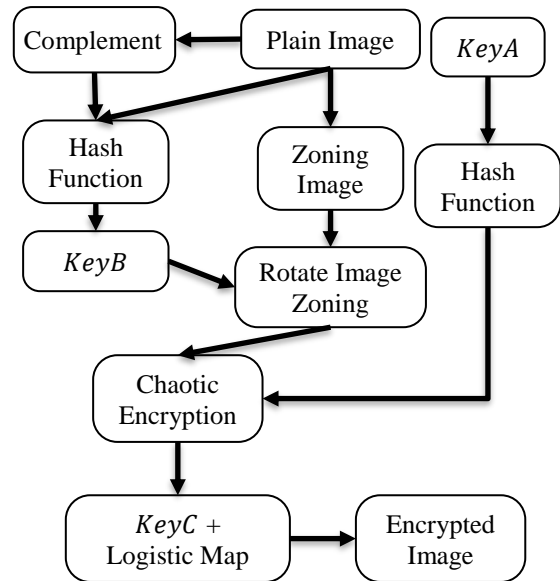 Complement
Plain Image
KeyA
Hash
Function
Zoning
Image
Hash
Function
KeyB
Rotate Image
Zoning
Chaotic
Encryption
KeyC +
Logistic Map
Encrypted
Image